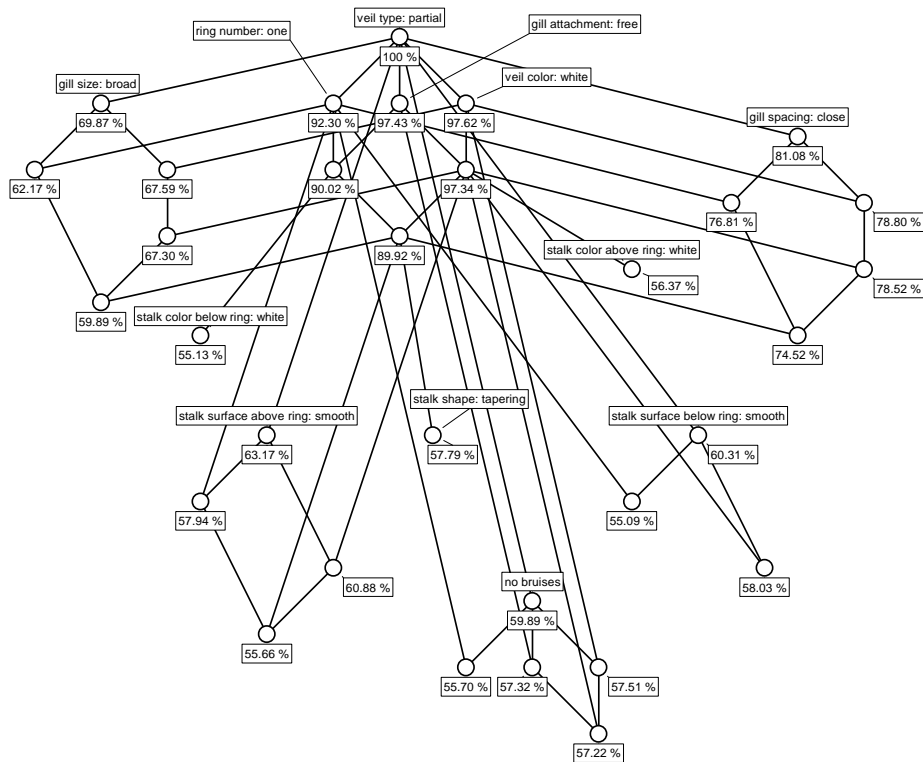 veil type: partial
ring number: one
gill attachment: free
100 %
veil color: white
gill size: broad
69.87 %
92.30 %
97.43 %
97.62 %
gill spacing: close
81.08 %
62.17 %
67.59 %
90.02 %
97.34 %
76.81 %
78.80 %
67.30 %
89.92 %
stalk color above ring: white
56.37 %
78.52 %
59.89 %
stalk color below ring: white
55.13 %
74.52 %
stalk shape: tapering
stalk surface above ring: smooth
stalk surface below ring: smooth
63.17 %
57.79 %
60.31 %
57.94 %
55.09 %
60.88 %
no bruises
58.03 %
59.89 %
55.66 %
55.70 %
57.32 %
57.51 %
57.22 %